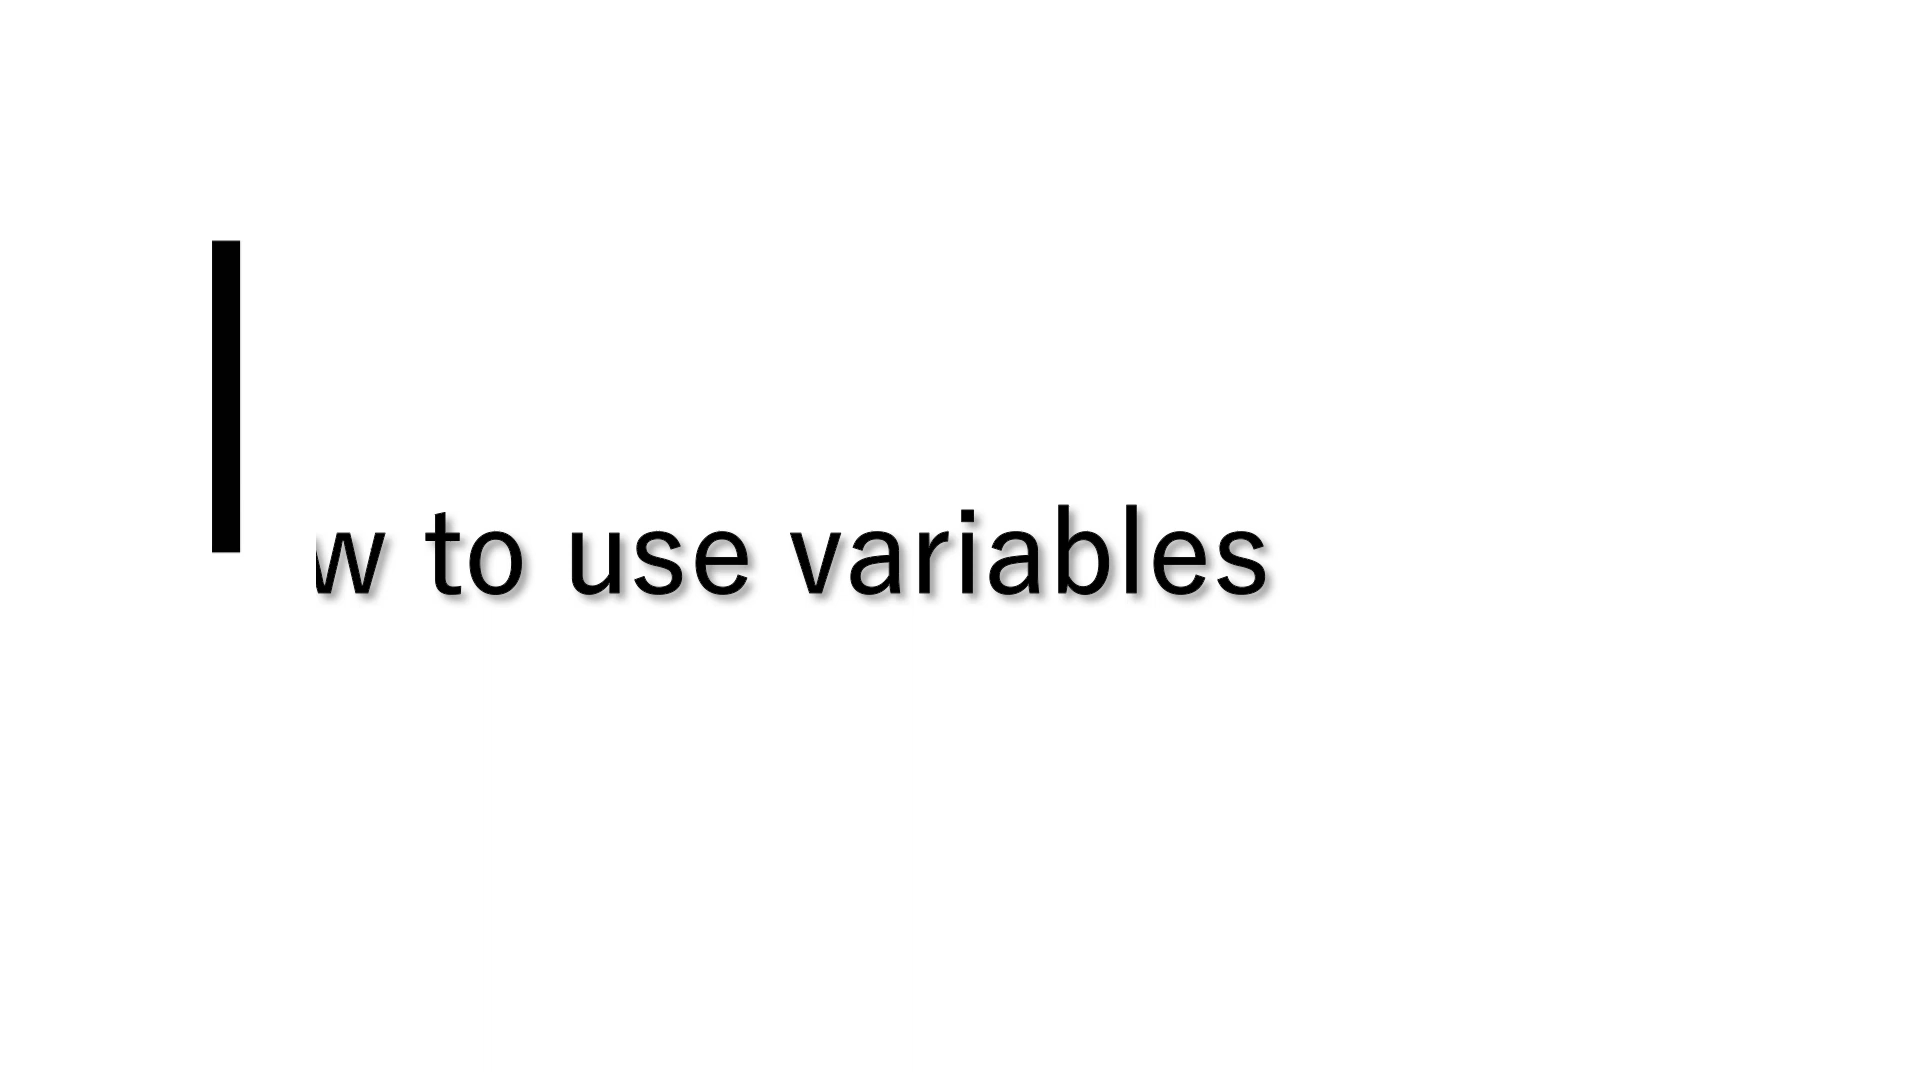 w to use variables